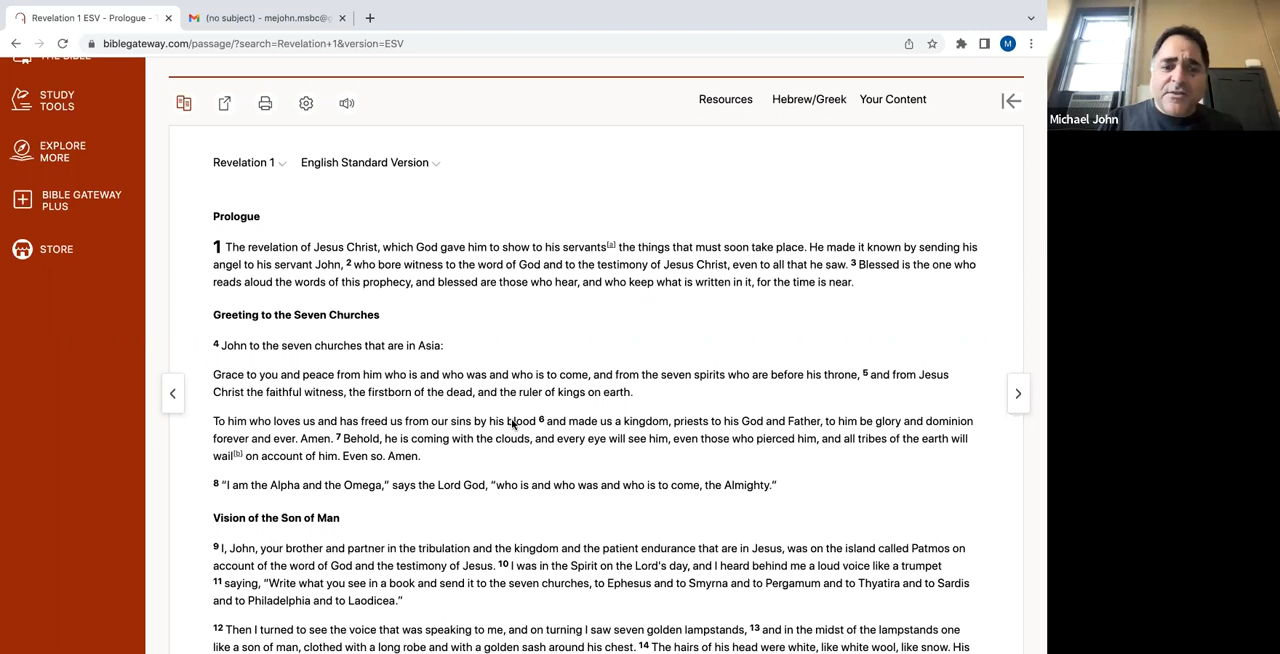 Revelation 1 ESV - Prologue -
(no subject) - mejohn.msbc@
biblegateway.com/passage/?search=Revelation+1&version=ESV
M
THE BIBLE
STUDY
TOOLS
EXPLORE
MORE
BIBLE GATEWAY
PLUS
STORE
Resources Hebrew/Greek Your Content
Revelation 1 English Standard Version
Prologue
1 The revelation of Jesus Christ, which God gave him to show to his servants[a] the things that must soon take place. He made it known by sending his
angel to his servant John, 2 who bore witness to the word of God and to the testimony of Jesus Christ, even to all that he saw. 3 Blessed is the one who
reads aloud the words of this prophecy, and blessed are those who hear, and who keep what is written in it, for the time is near.
Greeting to the Seven Churches
4 John to the seven churches that are in Asia:
Grace to you and peace from him who is and who was and who is to come, and from the seven spirits who are before his throne, 5 and from Jesus
Christ the faithful witness, the firstborn of the dead, and the ruler of kings on earth.
To him who loves us and has freed us from our sins by his blood 6 and made us a kingdom, priests to his God and Father, to him be glory and dominion
forever and ever. Amen. 7 Behold, he is coming with the clouds, and every eye will see him, even those who pierced him, and all tribes of the earth will
wail[b] on account of him. Even so. Amen.
8 “I am the Alpha and the Omega,” says the Lord God, “who is and who was and who is to come, the Almighty.”
Vision of the Son of Man
9 I, John, your brother and partner in the tribulation and the kingdom and the patient endurance that are in Jesus, was on the island called Patmos on
account of the word of God and the testimony of Jesus. 10 I was in the Spirit on the Lord's day, and I heard behind me a loud voice like a trumpet
11 saying, “Write what you see in a book and send it to the seven churches, to Ephesus and to Smyrna and to Pergamum and to Thyatira and to Sardis
and to Philadelphia and to Laodicea.”
12 Then I turned to see the voice that was speaking to me, and on turning I saw seven golden lampstands, 13 and in the midst of the lampstands one
like a son of man, clothed with a long robe and with a golden sash around his chest. 14 The hairs of his head were white, like white wool, like snow. His
Michael John